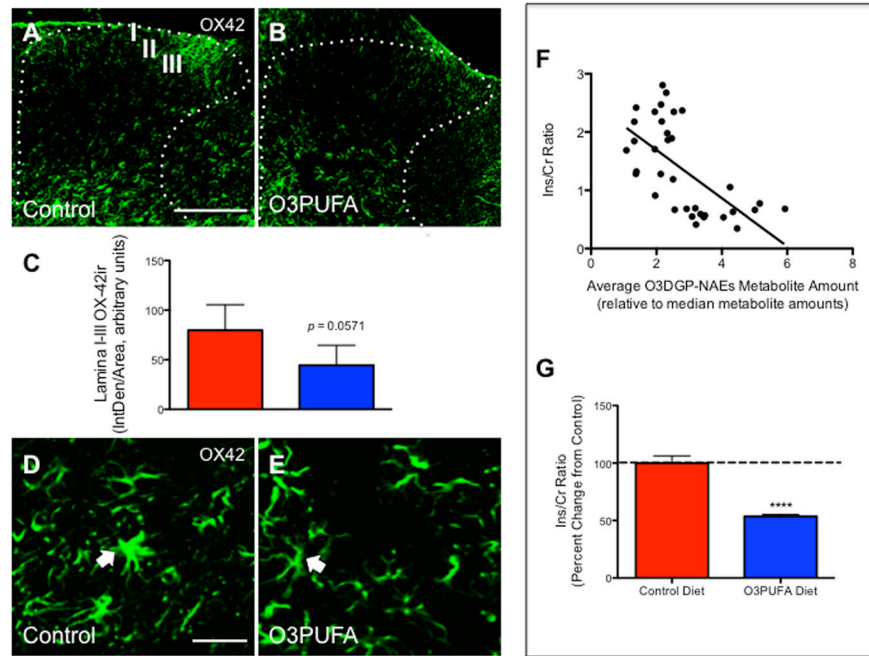 A
I
II
III
OX42
Control
B
O3PUFA
C
Lamina I-III OX-42ir
(IntDen/Area, arbitrary units)
150
100
50
0
p = 0.0571
D
OX42
Control
E
O3PUFA
F
Ins/Cr Ratio
3
2
1
0
0 2 4 6 8
Average O3DGP-NAEs Metabolite Amount
(relative to median metabolite amounts)
G
Ins/Cr Ratio
(Percent Change from Control)
150
100
50
0
****
Control Diet O3PUFA Diet